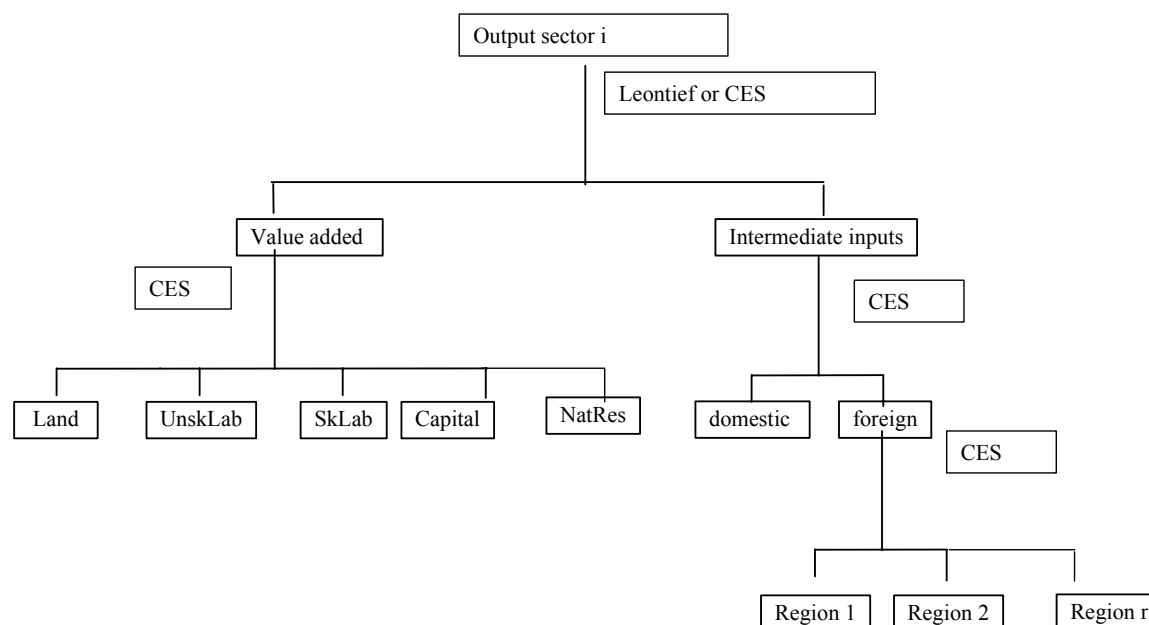 Output sector i
Leontief or CES
Value added
Intermediate inputs
CES
CES
Land
UnskLab
SkLab
Capital
NatRes
domestic
foreign
CES
Region 1
Region 2
Region r